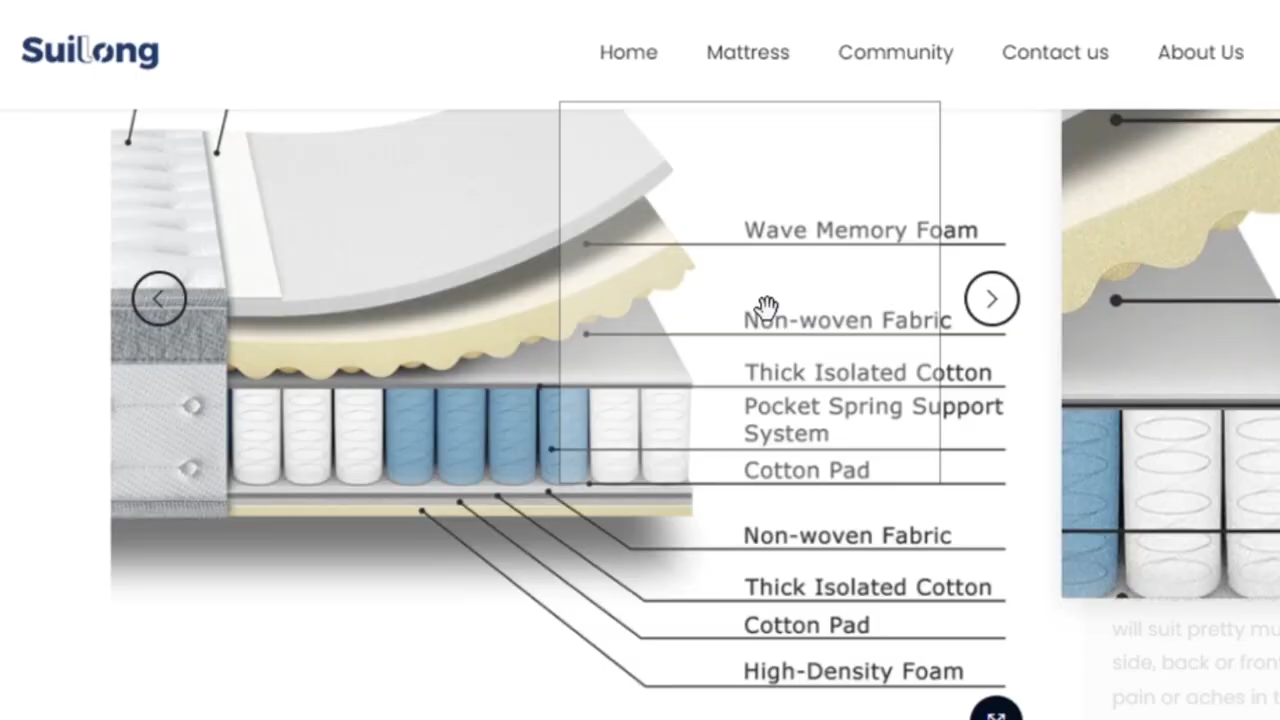 Suilong
Home Mattress Community Contact us About Us
Wave Memory Foam
Non-woven Fabric
Thick Isolated Cotton
Pocket Spring Support
System
Cotton Pad
Non-woven Fabric
Thick Isolated Cotton
Cotton Pad
High-Density Foam
will suit pretty
side, back or
pain or aches in